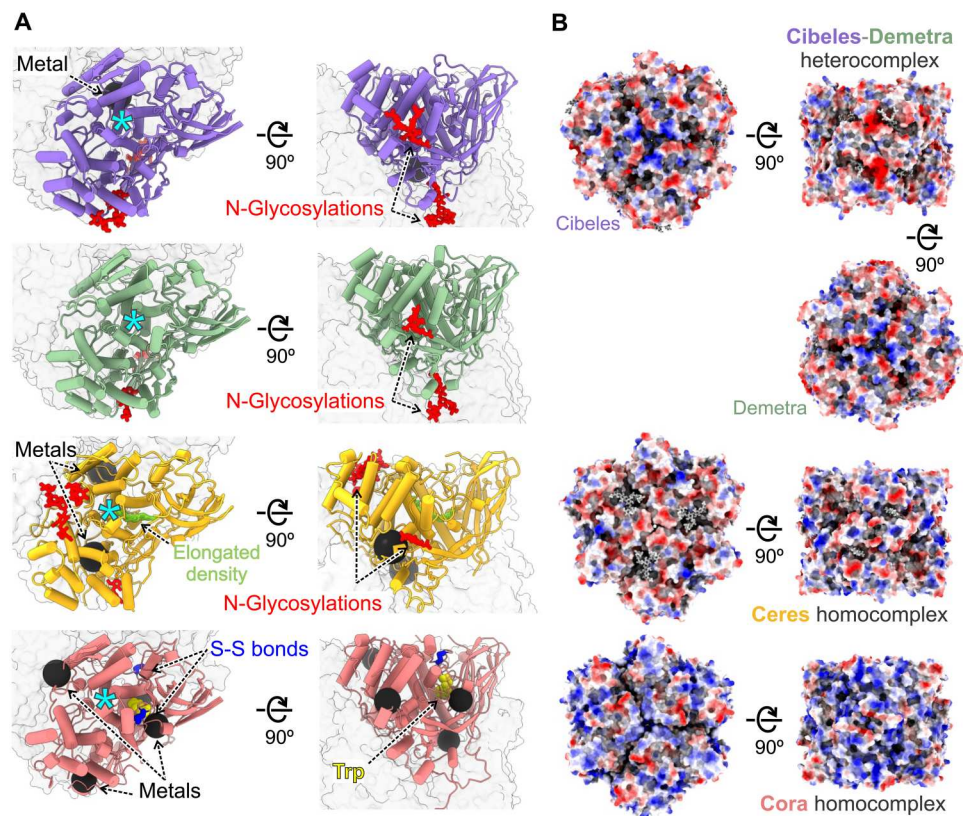 A
B
Metal
*
90º
N-Glycosylations
Cibeles-Demetra
heterocomplex
90º
Cibeles
90º
*
90º
N-Glycosylations
Demetra
Metals
*
Elongated
density
90º
N-Glycosylations
90º
Ceres homocomplex
S-S bonds
*
90º
Trp
Metals
90º
Cora homocomplex